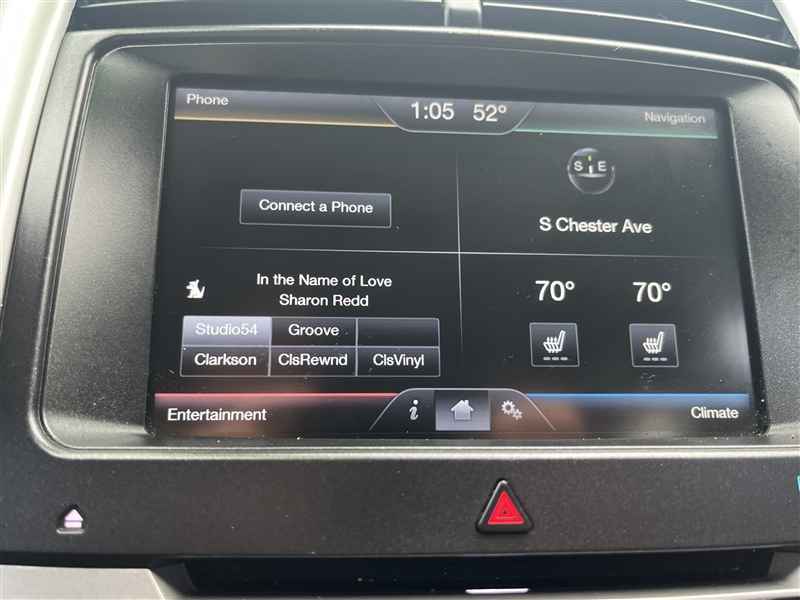 Phone
1:05 52°
Navigation
S E
Connect a Phone
S Chester Ave
In the Name of Love
Sharon Redd
70° 70°
Studio54 Groove
Clarkson ClsRewnd ClsVinyl
Entertainment
i
Climate